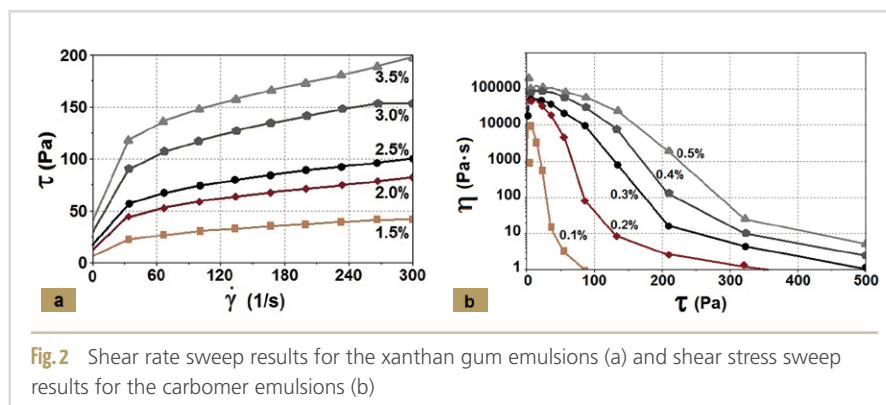 200
150
100
50
0
τ (Pa)
3.5%
3.0%
2.5%
2.0%
1.5%
0 60 120 180 240 300
a
γ̇ (1/s)
100000
10000
1000
100
10
1
η (Pa·s)
0.5%
0.4%
0.3%
0.2%
0.1%
0 100 200 300 400 500
b
τ (Pa)
Fig. 2 Shear rate sweep results for the xanthan gum emulsions (a) and shear stress sweep
results for the carbomer emulsions (b)